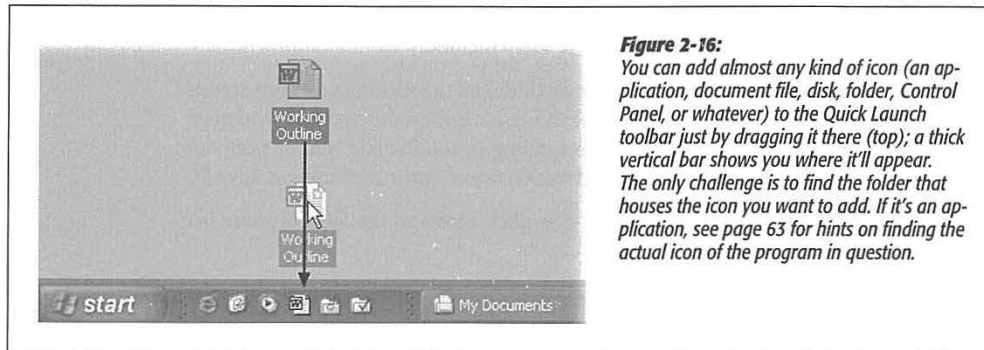 Working
Outline
Working
Outline
start
My Documents
Figure 2-16:
You can add almost any kind of icon (an ap-
plication, document file, disk, folder, Control
Panel, or whatever) to the Quick Launch
toolbar just by dragging it there (top); a thick
vertical bar shows you where it'll appear.
The only challenge is to find the folder that
houses the icon you want to add. If it's an ap-
plication, see page 63 for hints on finding the
actual icon of the program in question.